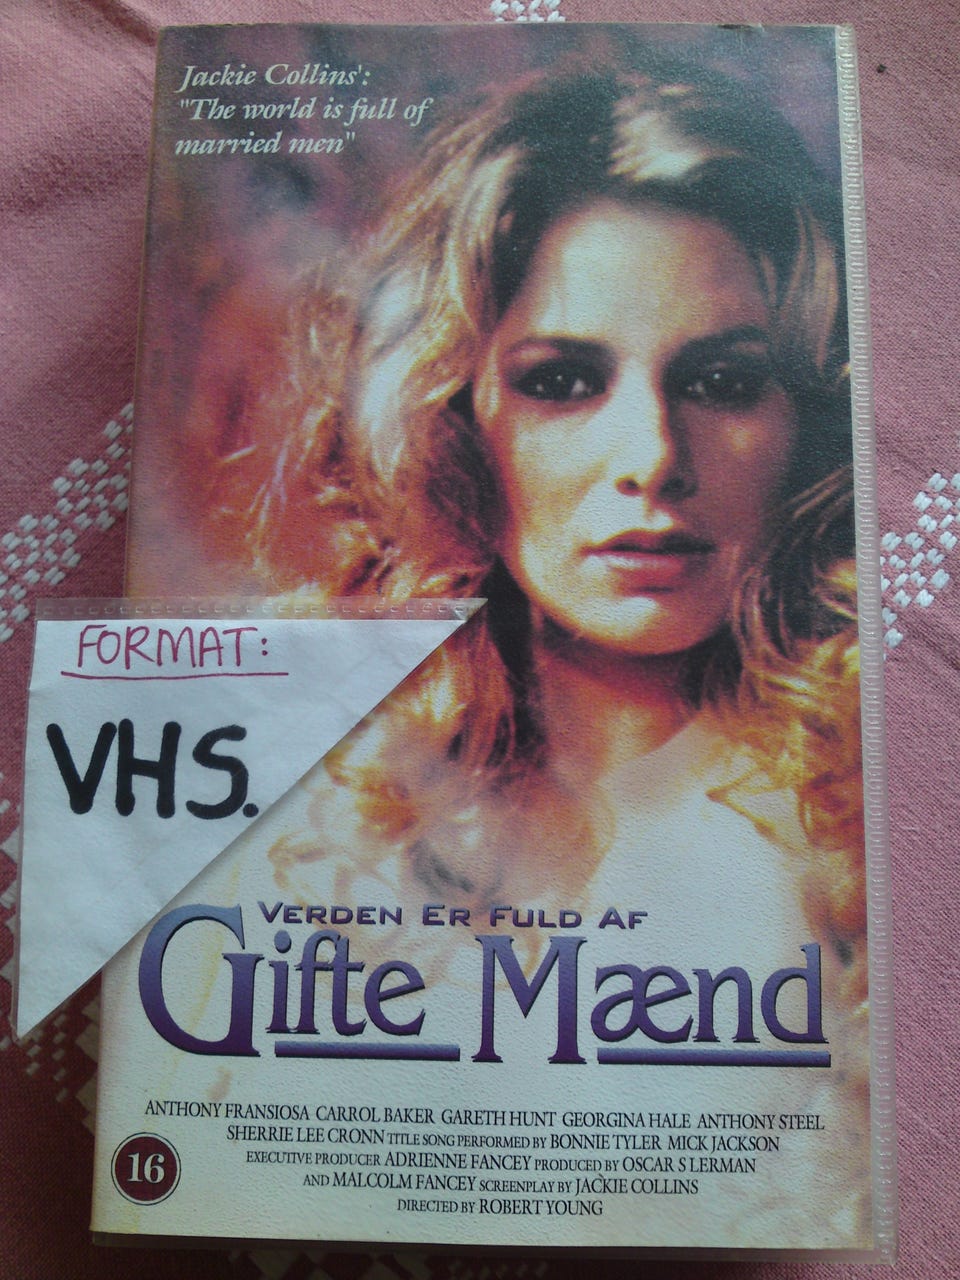 Jackie Collins':
"The world is full of
married men"
FORMAT:
VHS.
VERDEN ER FULD AF
Gifte Mænd
ANTHONY FRANSIOSA CARROL BAKER GARETH HUNT GEORGINA HALE ANTHONY STEEL
SHERRIE LEE CRONN TITLE SONG PERFORMED BY BONNIE TYLER MICK JACKSON
EXECUTIVE PRODUCER ADRIENNE FANCEY PRODUCED BY OSCAR S LERMAN
AND MALCOLM FANCEY SCREENPLAY BY JACKIE COLLINS
DIRECTED BY ROBERT YOUNG
16